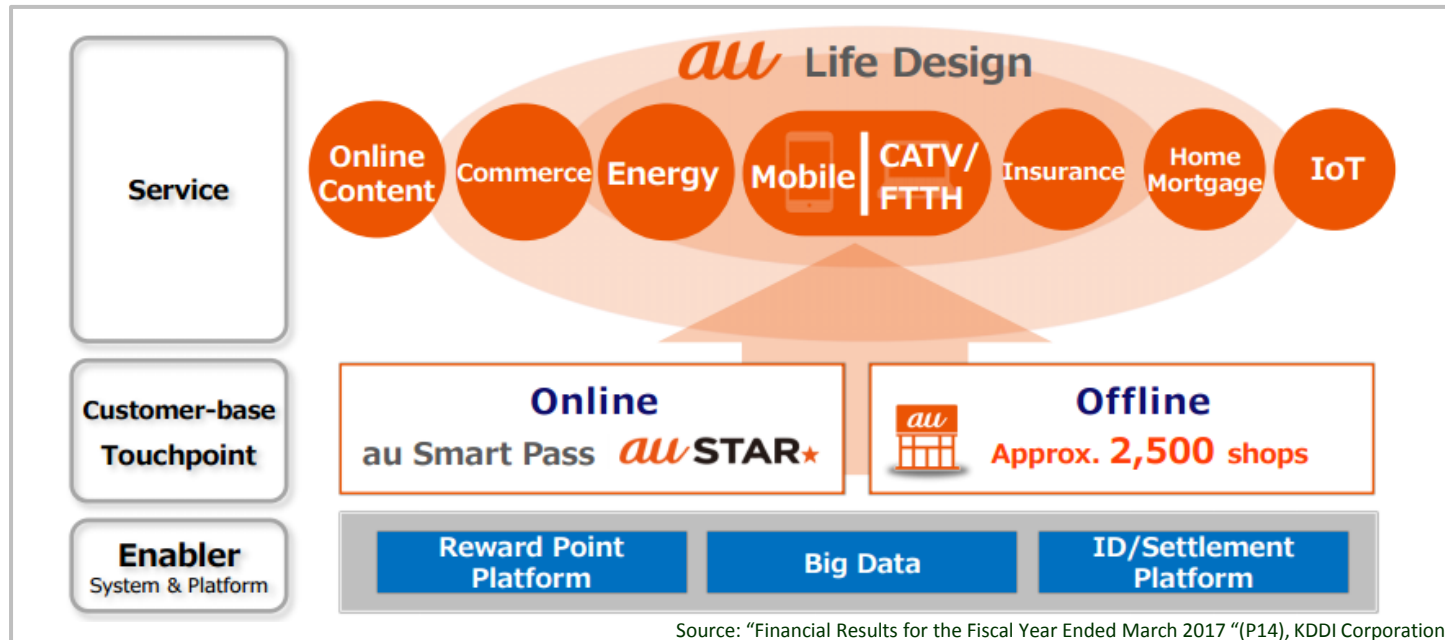 au Life Design
Service
Online
Content
Commerce
Energy
Mobile
CATV/
FTTH
Insurance
Home
Mortgage
IoT
Customer-base
Touchpoint
Online
au Smart Pass au STAR★
Offline
au
Approx. 2,500 shops
Enabler
System & Platform
Reward Point
Platform
Big Data
ID/Settlement
Platform
Source: “Financial Results for the Fiscal Year Ended March 2017 “(P14), KDDI Corporation